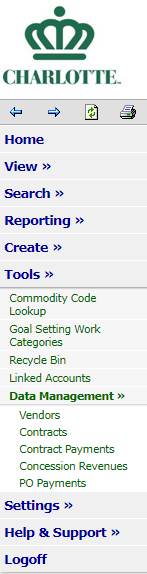 CHARLOTTE™
Home
View »
Search »
Reporting »
Create »
Tools »
Commodity Code
Lookup
Goal Setting Work
Categories
Recycle Bin
Linked Accounts
Data Management »
Vendors
Contracts
Contract Payments
Concession Revenues
PO Payments
Settings »
Help & Support »
Logoff